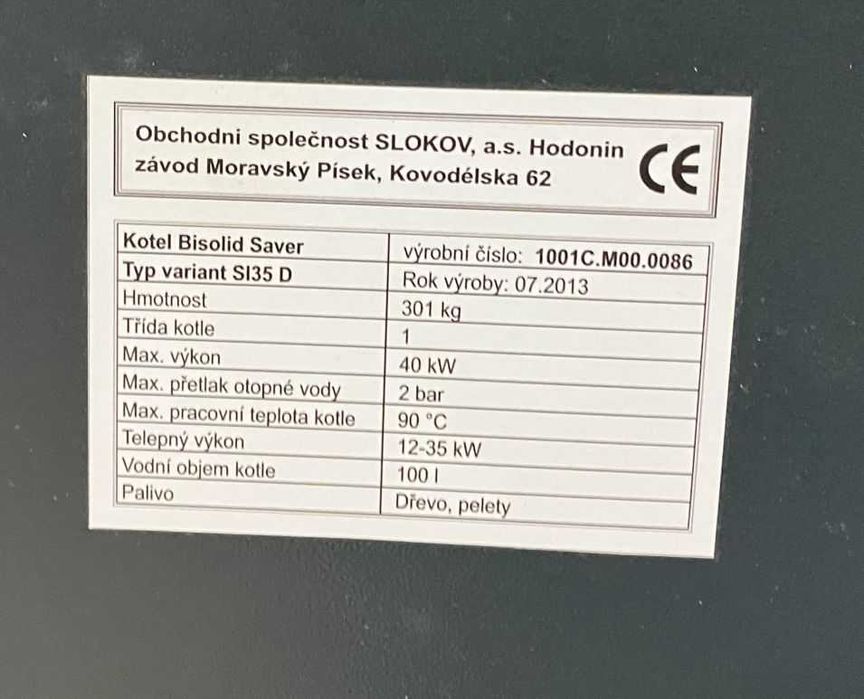 Obchodni společnost SLOKOV, a.s. Hodonin
závod Moravský Písek, Kovodélska 62
CE
Kotel Bisolid Saver výrobní číslo: 1001C.M00.0086
Typ variant SI35 D Rok výroby: 07.2013
Hmotnost 301 kg
Třída kotle 1
Max. výkon 40 kW
Max. přetlak otopné vody 2 bar
Max. pracovní teplota kotle 90 °C
Telepný výkon 12-35 kW
Vodní objem kotle 100 l
Palivo Dřevo, pelety